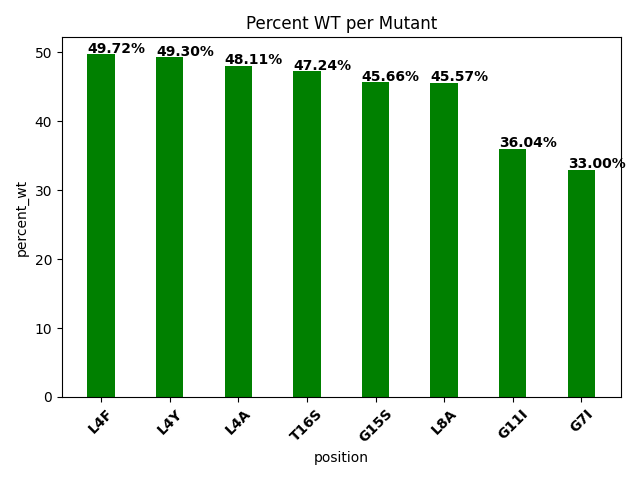 Percent WT per Mutant
49.72%
49.30%
48.11%
47.24%
45.66%
45.57%
36.04%
33.00%
50
40
30
20
10
0
percent_wt
L4F
L4Y
L4A
T16S
G15S
L8A
G11I
G7I
position